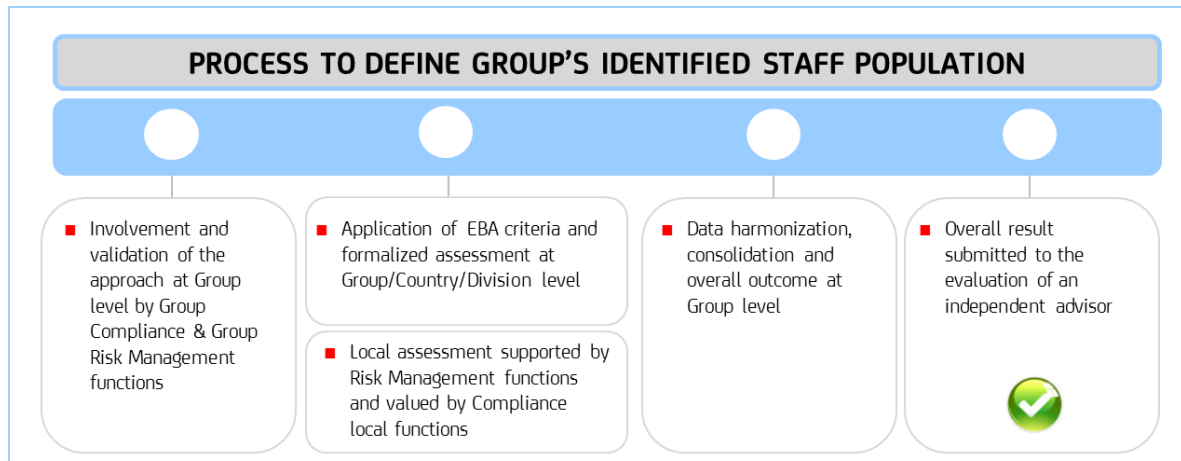 PROCESS TO DEFINE GROUP'S IDENTIFIED STAFF POPULATION
Involvement and
validation of the
approach at Group
level by Group
Compliance & Group
Risk Management
functions
Application of EBA criteria and
formalized assessment at
Group/Country/Division level
Local assessment supported by
Risk Management functions
and valued by Compliance
local functions
Data harmonization,
consolidation and
overall outcome at
Group level
Overall result
submitted to the
evaluation of an
independent advisor